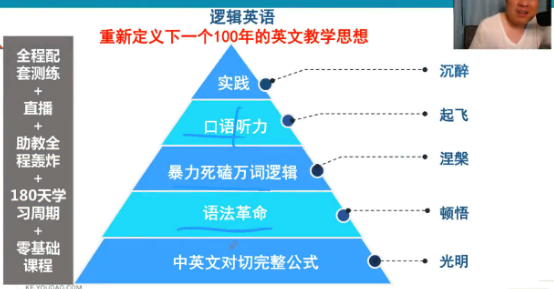 逻辑英语
重新定义下一个100年的英文教学思想
全程配
套测练
+
直播
+
助教全
程轰炸
+
180天学
习周期
+
零基础
课程
实践
沉醉
口语听力
起飞
暴力死磕万词逻辑
涅槃
语法革命
顿悟
中英文对切完整公式
光明
KE.YOUDAO.COM